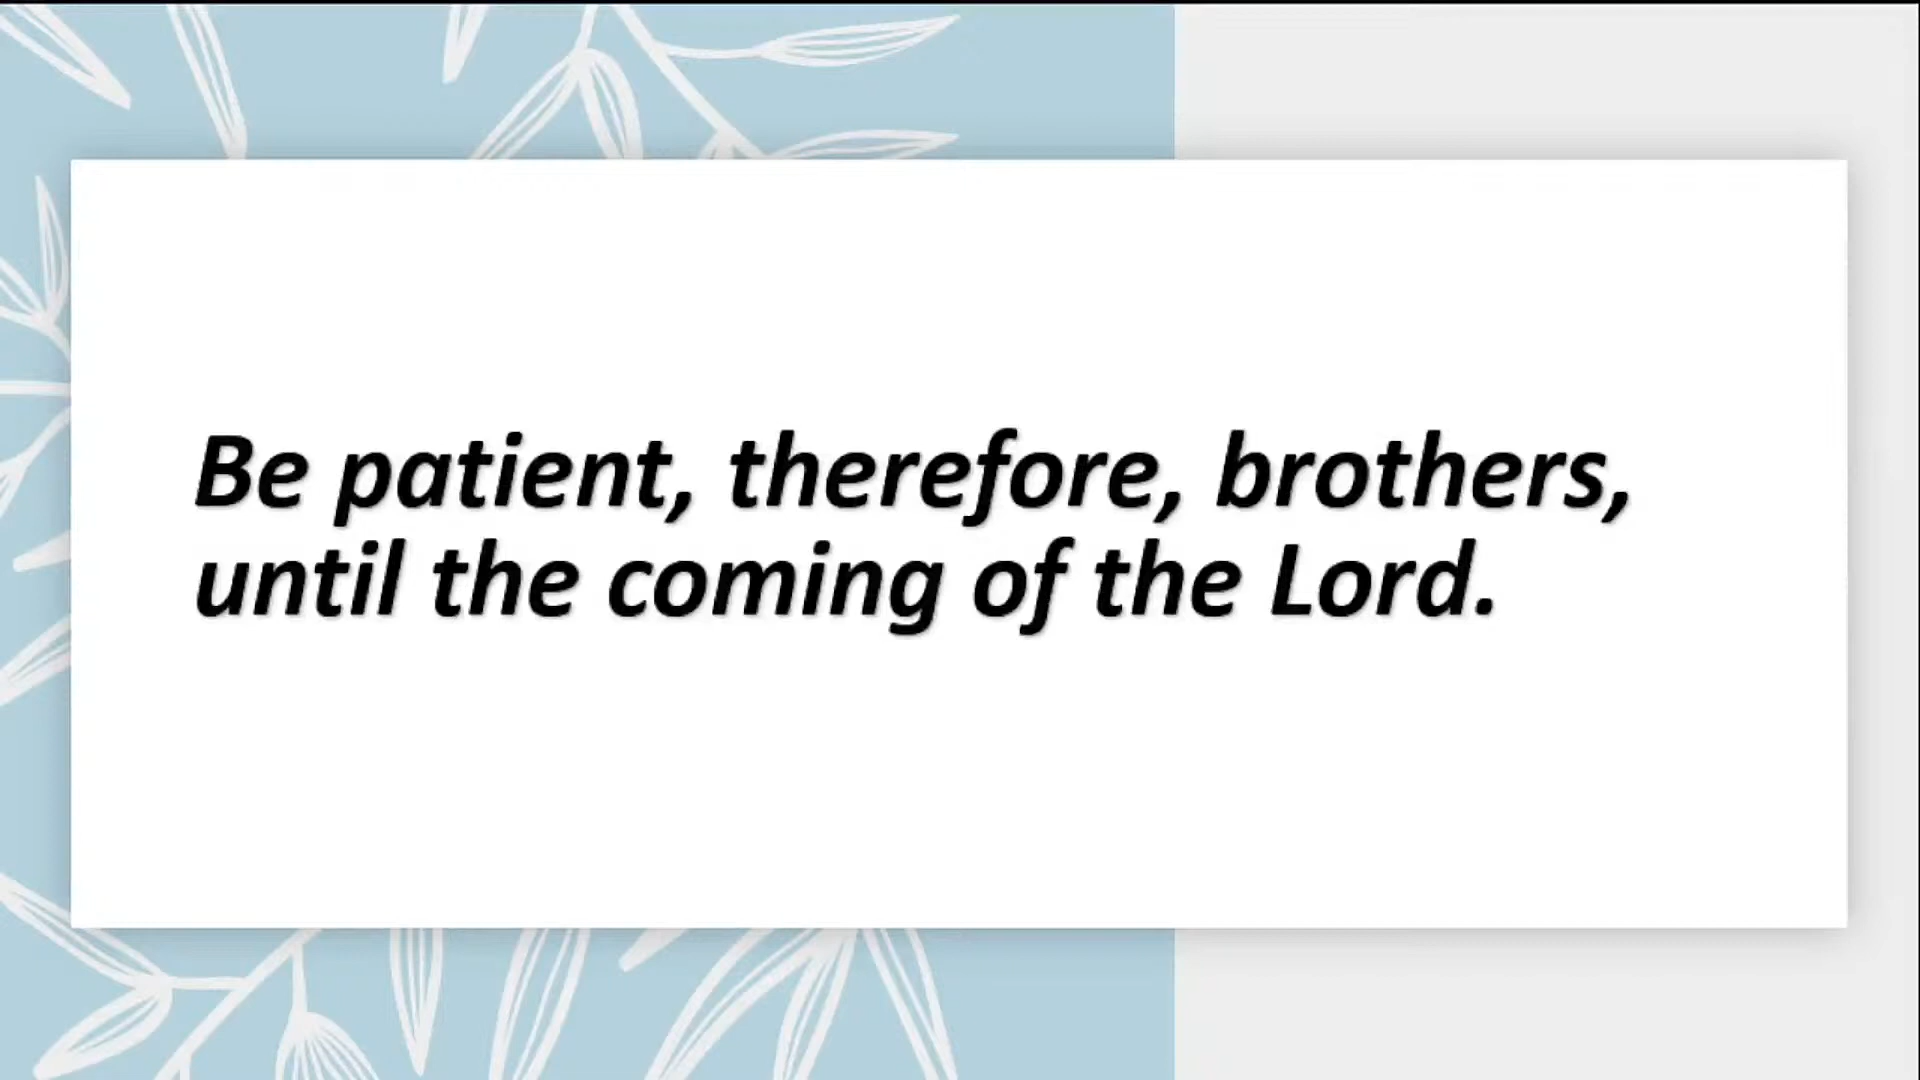 Be patient, therefore, brothers,
until the coming of the Lord.